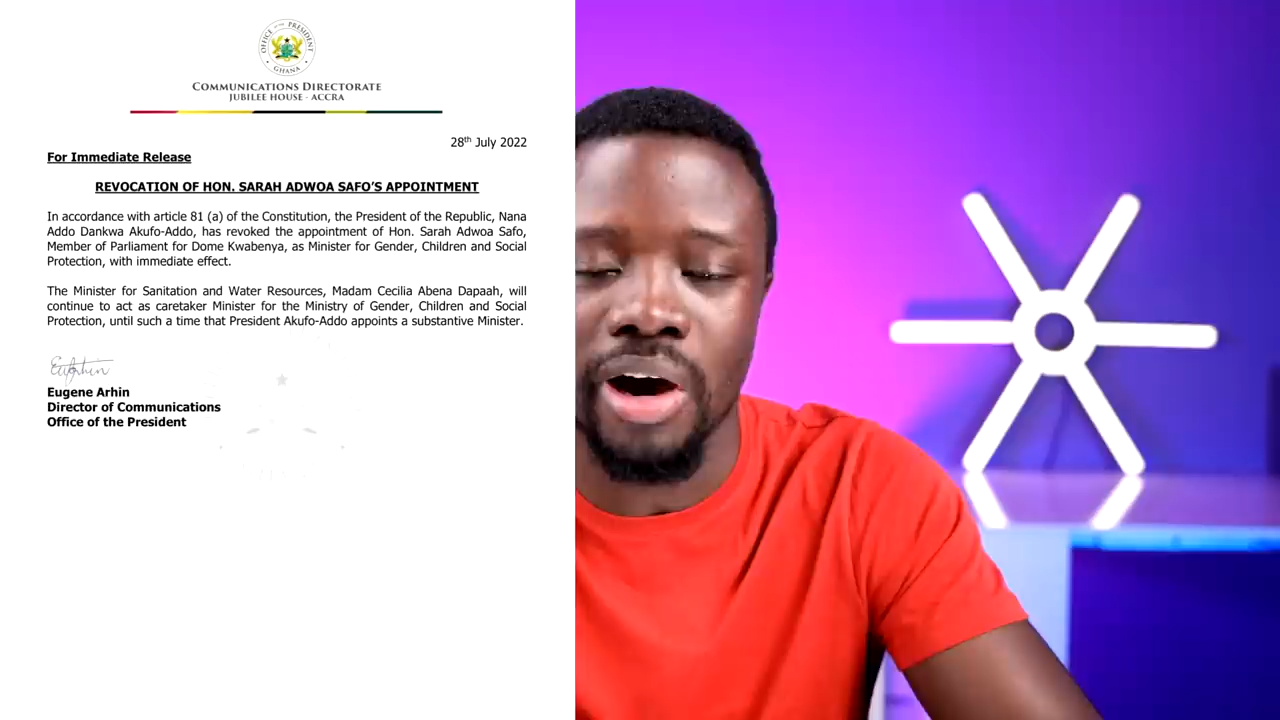 OFFICE OF THE PRESIDENT
GHANA
COMMUNICATIONS DIRECTORATE
JUBILEE HOUSE - ACCRA
28th July 2022
For Immediate Release
REVOCATION OF HON. SARAH ADWOA SAFO'S APPOINTMENT
In accordance with article 81 (a) of the Constitution, the President of the Republic, Nana
Addo Dankwa Akufo-Addo, has revoked the appointment of Hon. Sarah Adwoa Safo,
Member of Parliament for Dome Kwabenya, as Minister for Gender, Children and Social
Protection, with immediate effect.
The Minister for Sanitation and Water Resources, Madam Cecilia Abena Dapaah, will
continue to act as caretaker Minister for the Ministry of Gender, Children and Social
Protection, until such a time that President Akufo-Addo appoints a substantive Minister.
Eugene Arhin
Director of Communications
Office of the President